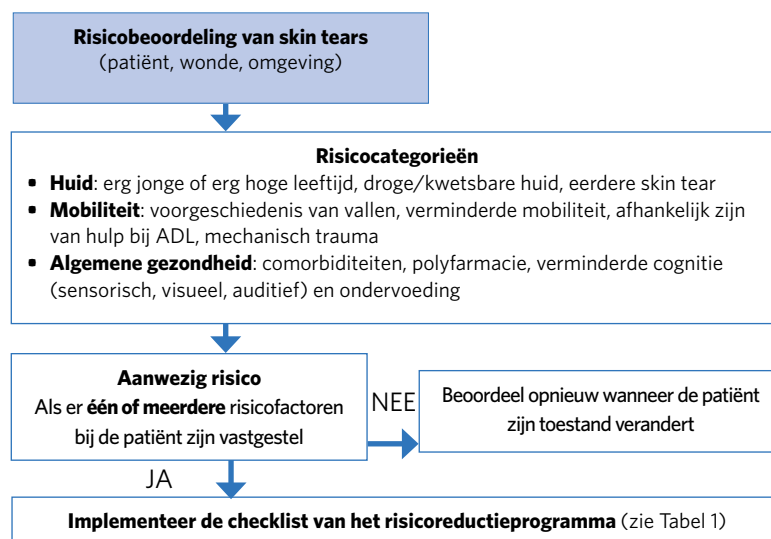 Risicobeoordeling van skin tears
(patiënt, wonde, omgeving)
Risicocategorieën
• Huid: erg jonge of erg hoge leeftijd, droge/kwetsbare huid, eerdere skin tear
• Mobiliteit: voorgeschiedenis van vallen, verminderde mobiliteit, afhankelijk zijn
van hulp bij ADL, mechanisch trauma
• Algemene gezondheid: comorbiditeiten, polyfarmacie, verminderde cognitie
(sensorisch, visueel, auditief) en ondervoeding
Aanwezig risico
Als er één of meerdere risicofactoren
bij de patiënt zijn vastgestel
NEE
Beoordeel opnieuw wanneer de patiënt
zijn toestand verandert
JA
Implementeer de checklist van het risicoreductieprogramma (zie Tabel 1)